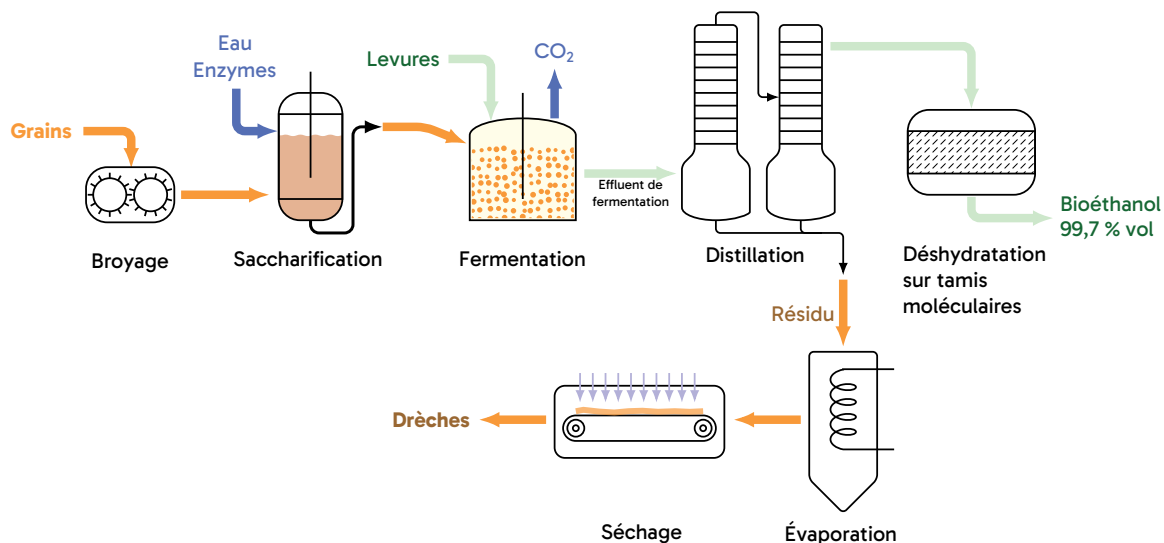 Eau
Enzymes
Levures
CO₂
Grains
Effluent de
fermentation
Bioéthanol
99,7 % vol
Broyage
Saccharification
Fermentation
Distillation
Déshydratation
sur tamis
moléculaires
Résidu
Drèches
Séchage
Évaporation